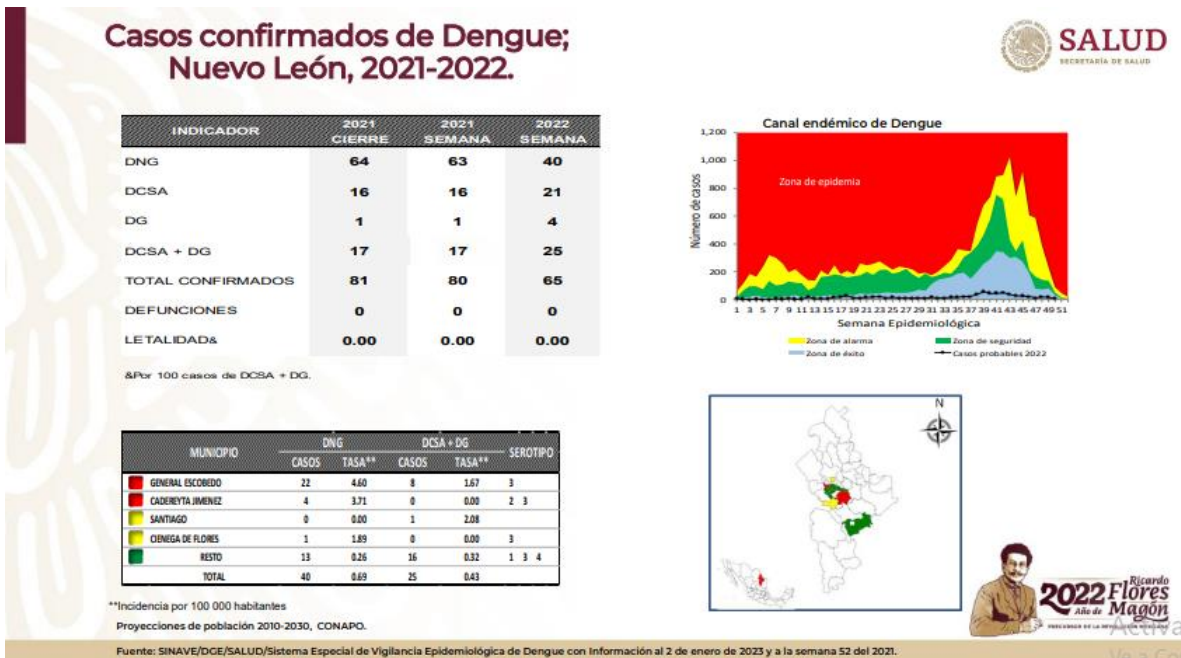 Casos confirmados de Dengue;
Nuevo León, 2021-2022.
SALUD
SECRETARÍA DE SALUD
INDICADOR 2021 CIERRE 2021 SEMANA 2022 SEMANA
DNG 64 63 40
DCSA 16 16 21
DG 1 1 4
DCSA + DG 17 17 25
TOTAL CONFIRMADOS 81 80 65
DEFUNCIONES 0 0 0
LETALIDAD& 0.00 0.00 0.00
&Por 100 casos de DCSA + DG.
Canal endémico de Dengue
Número de casos
1,200
1,000
800
600
400
200
0
Zona de epidemia
1 3 5 7 9 11 13 15 17 19 21 23 25 27 29 31 33 35 37 39 41 43 45 47 49 51
Semana Epidemiológica
Zona de alarma Zona de seguridad
Zona de éxito Casos probables 2022
MUNICIPIO DNG DCSA + DG SEROTIPO
CASOS TASA** CASOS TASA**
GENERAL ESCOBEDO 22 4.60 8 1.67 3
CADEREYTA JIMENEZ 4 3.71 0 0.00 2 3
SANTIAGO 0 0.00 1 2.08
CIENEGA DE FLORES 1 1.89 0 0.00 3
RESTO 13 0.26 16 0.32 1 3 4
TOTAL 40 0.69 25 0.43
**Incidencia por 100 000 habitantes
Proyecciones de población 2010-2030, CONAPO.
N
2022 Ricardo Flores Magón
Año de
PRECURSOR DE LA REVOLUCIÓN MEXICANA
Activa
Fuente: SINAVE/DGE/SALUD/Sistema Especial de Vigilancia Epidemiológica de Dengue con Información al 2 de enero de 2023 y a la semana 52 del 2021.